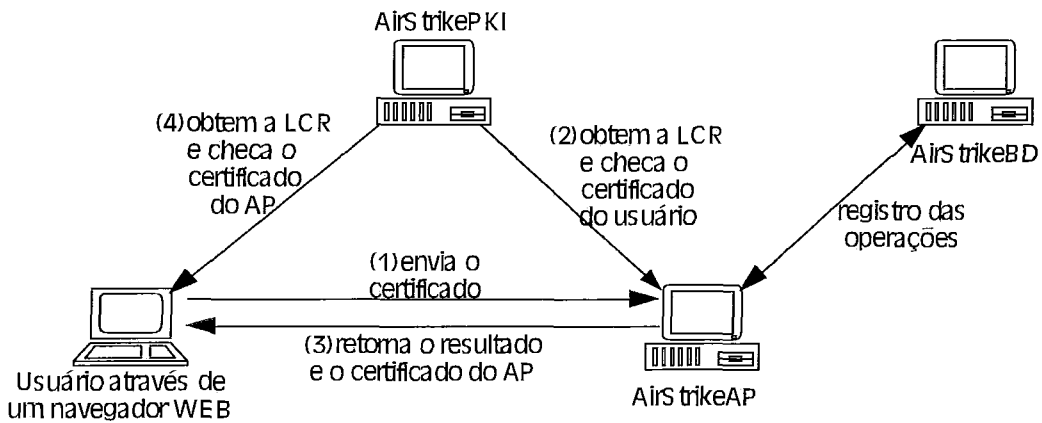 AirStrikePKI
(4)obtem a LCR
e checa o
certificado
do AP
(2)obtem a LCR
e checa o
certificado
do usuário
AirStrikeBD
registro das
operações
(1)envia o
certificado
(3)retorna o resultado
e o certificado do AP
Usuário através de
um navegador WEB
AirStrikeAP